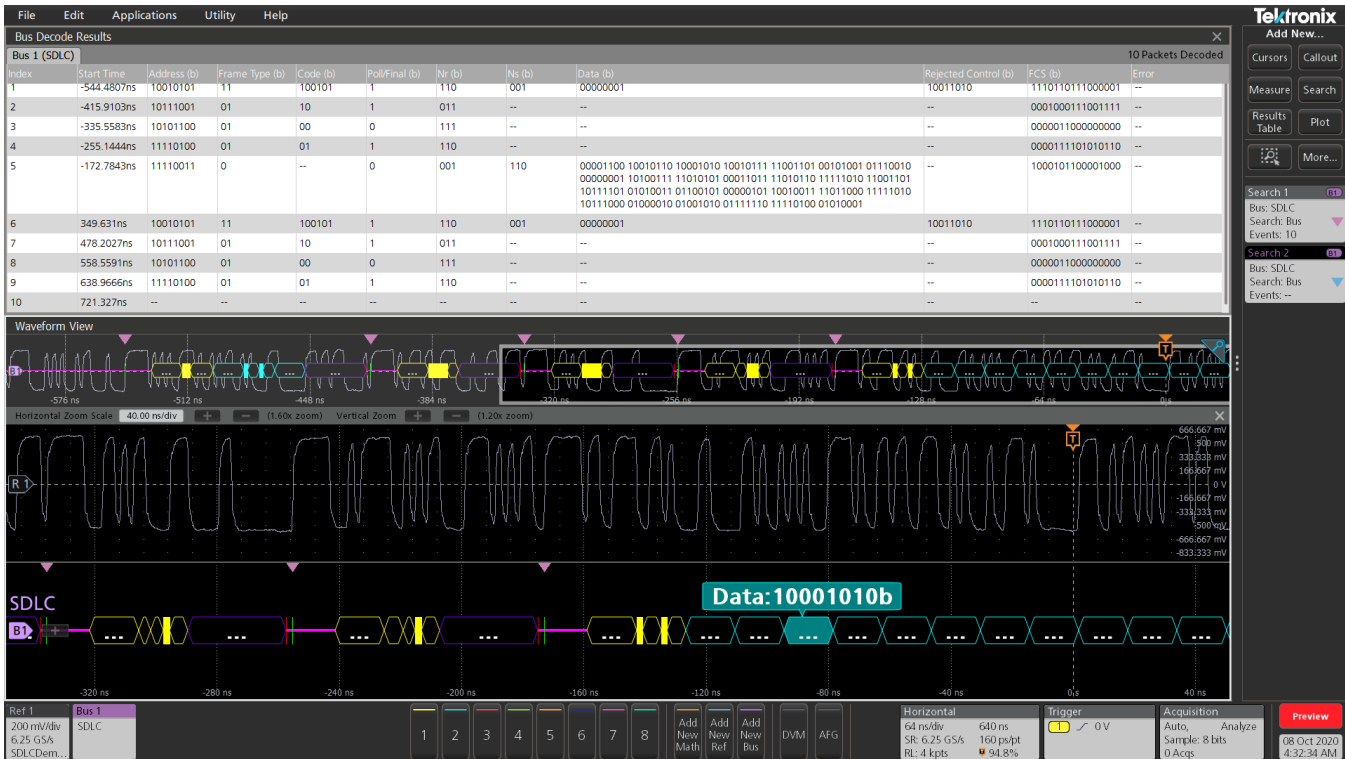 File Edit Applications Utility Help
Tektronix
Add New...
Bus Decode Results
Bus 1 (SDLC)
10 Packets Decoded
Index Start Time Address (b) Frame Type (b) Code (b) Poll/Final (b) Nr (b) Ns (b) Data (b) Rejected Control (b) FCS (b) Error
1 -544.4807ns 10010101 11 100101 1 110 001 00000001 10011010 1110110111000001 --
2 -415.9103ns 10111001 01 10 1 011 -- -- -- 0001000111001111 --
3 -335.5583ns 10101100 01 00 0 111 -- -- -- 0000011000000000 --
4 -255.1444ns 11110100 01 01 1 110 -- -- -- 0000111101010110 --
5 -172.7843ns 11110011 0 -- 0 001 110 00001100 10010110 10001010 10010111 11001101 00101001 01110010 -- 1000101100001000 --
00000001 10100111 11010101 00011011 11010110 11111010 11001101
10111101 01010011 01100101 00000101 10010011 11011000 11111010
10111000 01000010 01001010 01111110 11110100 01010001
6 349.631ns 10010101 11 100101 1 110 001 00000001 10011010 1110110111000001 --
7 478.2027ns 10111001 01 10 1 011 -- -- -- 0001000111001111 --
8 558.5591ns 10101100 01 00 0 111 -- -- -- 0000011000000000 --
9 638.9666ns 11110100 01 01 1 110 -- -- -- 0000111101010110 --
10 721.327ns -- -- -- -- -- -- -- -- -- --
Cursors Callout
Measure Search
Results Table Plot
More...
Search 1 B1
Bus: SDLC
Search: Bus
Events: 10
Search 2 B1
Bus: SDLC
Search: Bus
Events: --
Waveform View
T
B1
... ... ... ... ... ... ... ... ... ... ... ... ... ... ... ... ... ...
-576 ns -512 ns -448 ns -384 ns -320 ns -256 ns -192 ns -128 ns -64 ns 0s
Horizontal Zoom Scale 40.00 ns/div + − (1.60x zoom) Vertical Zoom + − (1.20x zoom)
T
666.667 mV
500 mV
333.333 mV
166.667 mV
R 1
0 V
-166.667 mV
-333.333 mV
-500 mV
-666.667 mV
-833.333 mV
SDLC
Data:10001010b
B1 + ... ... ... ... ... ... ... ... ... ... ... ... ... ... ... ...
-320 ns -280 ns -240 ns -200 ns -160 ns -120 ns -80 ns -40 ns 0s 40 ns
Ref 1
200 mV/div
6.25 GS/s
SDLCDem...
Bus 1
SDLC
1 2 3 4 5 6 7 8
Add New Math
Add New Ref
Add New Bus
DVM
AFG
Horizontal
64 ns/div 640 ns
SR: 6.25 GS/s 160 ps/pt
RL: 4 kpts 94.8%
Trigger
1 0 V
Acquisition
Auto, Analyze
Sample: 8 bits
0 Acqs
Preview
08 Oct 2020
4:32:34 AM